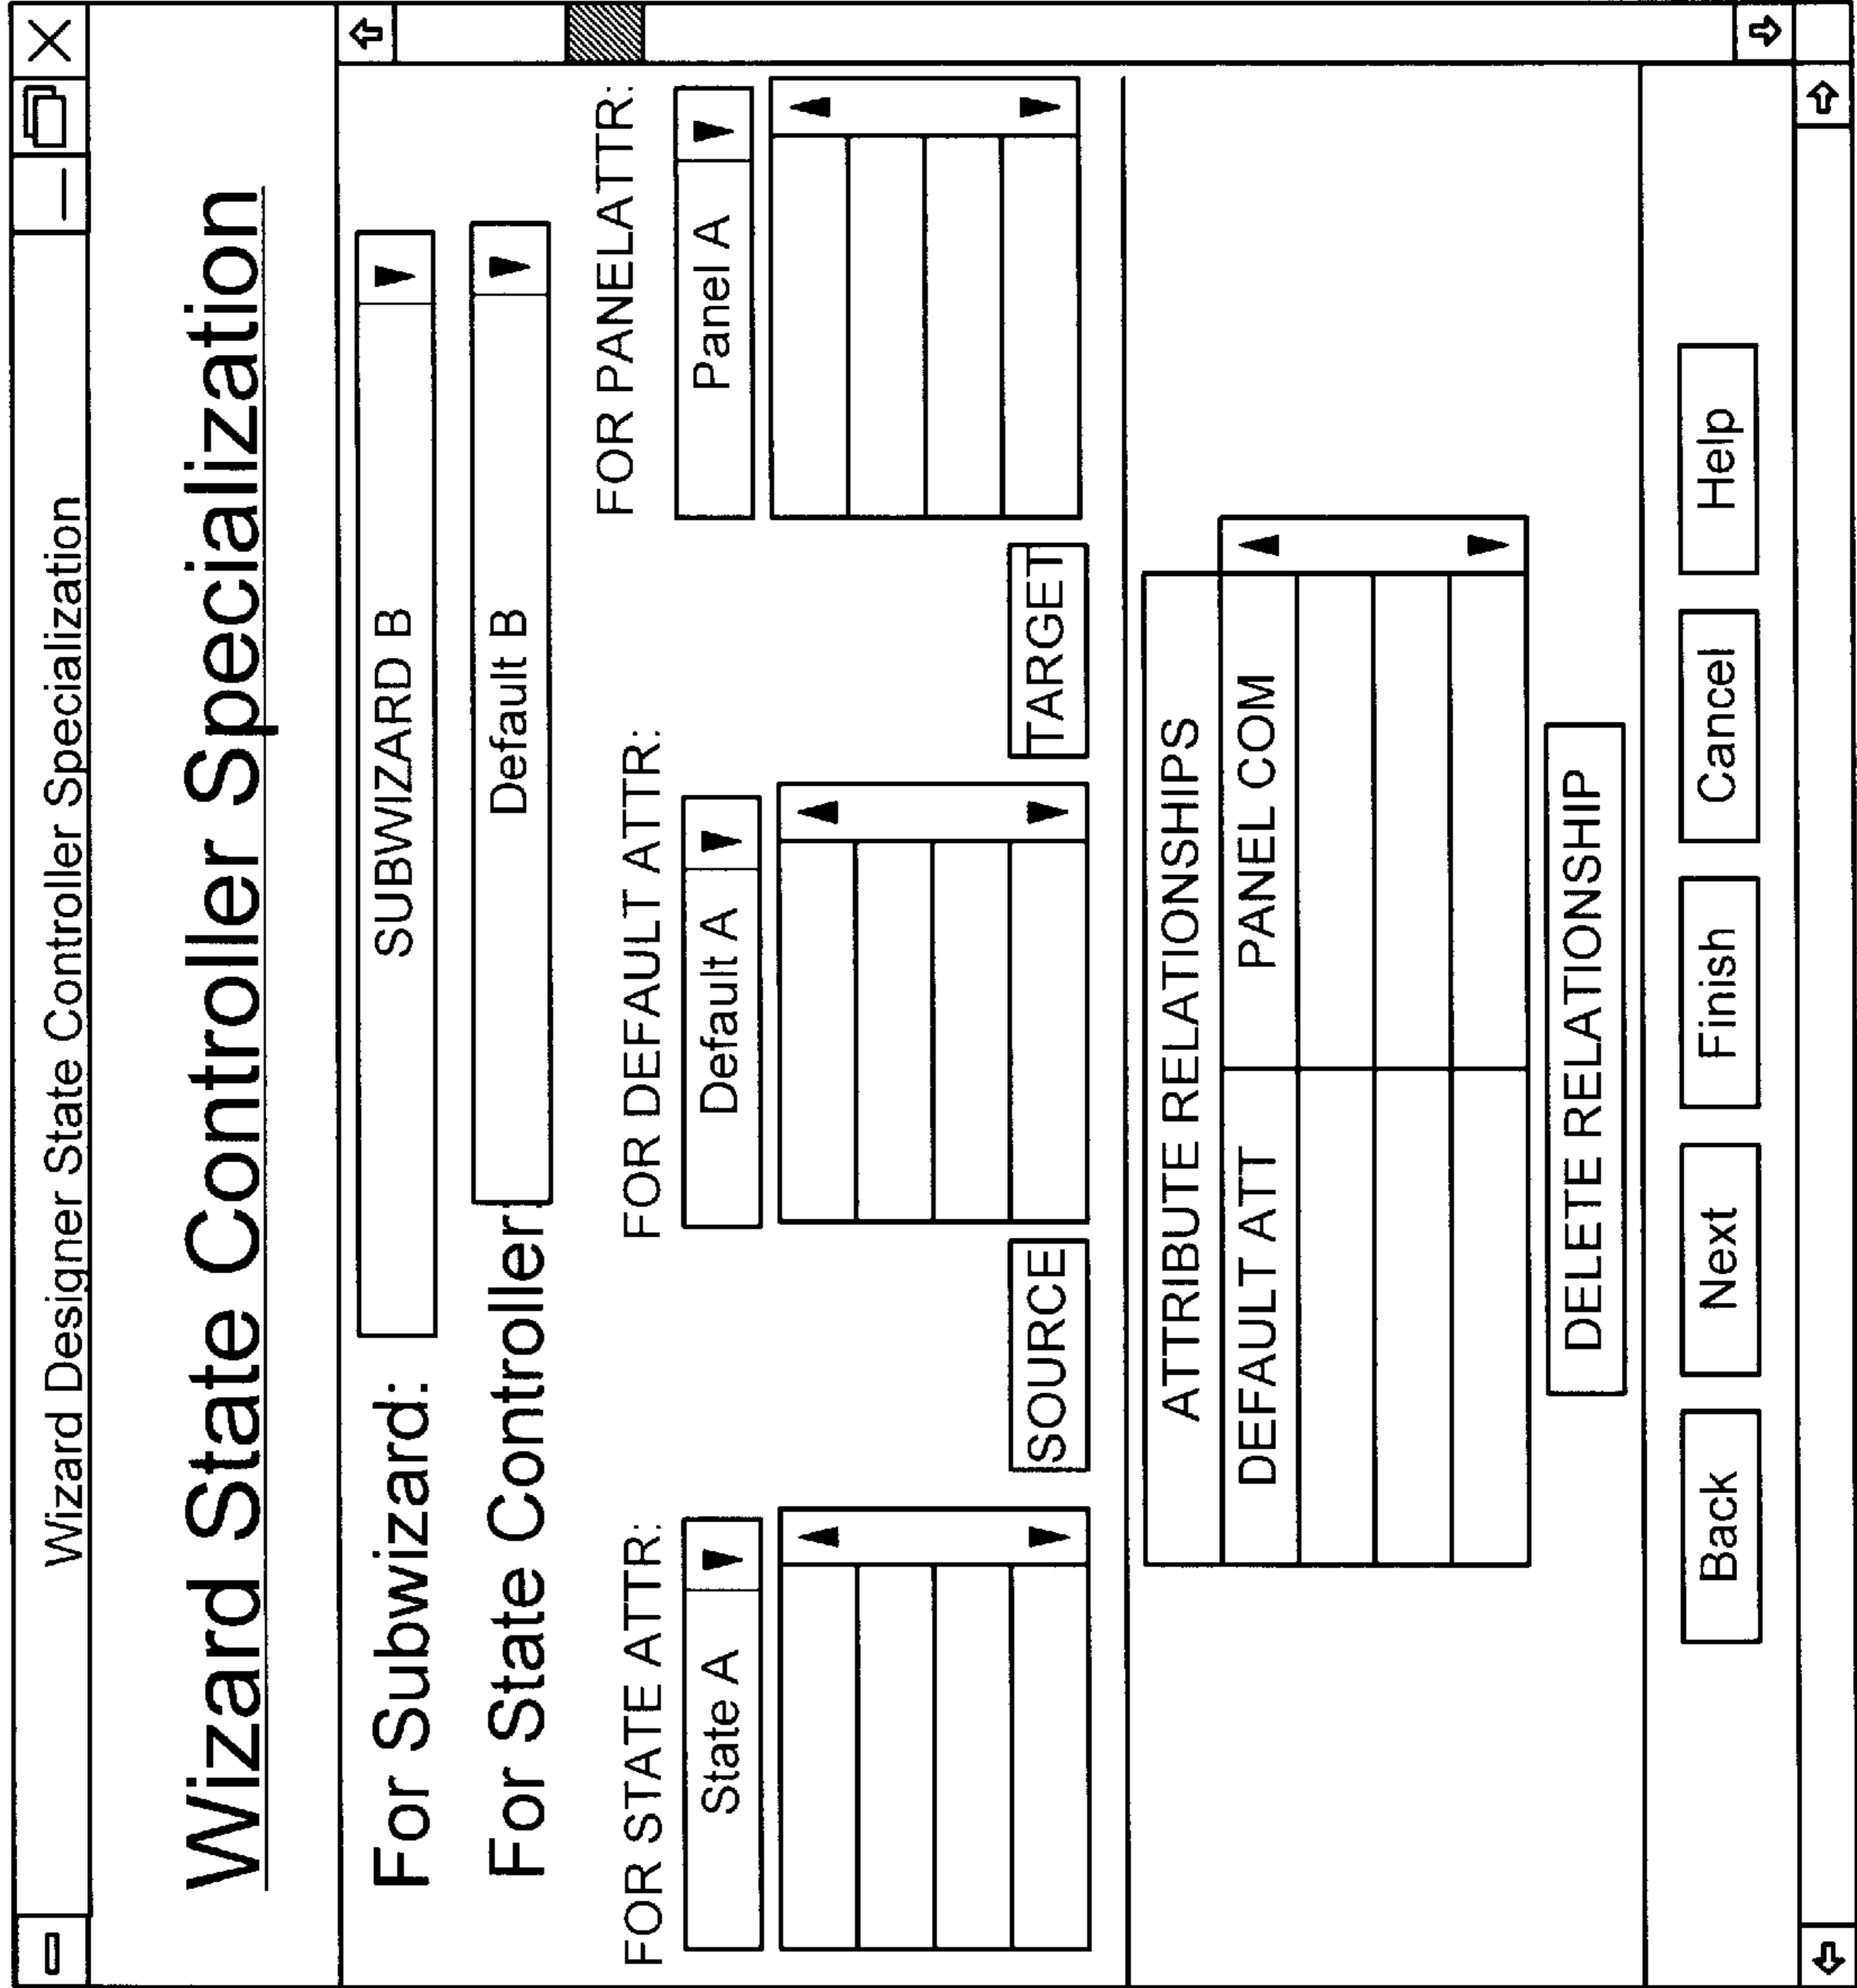 Wizard Designer State Controller Specialization
Wizard State Controller Specialization
For Subwizard: SUBWIZARD B
For State Controller: Default B
FOR STATE ATTR: FOR DEFAULT ATTR: FOR PANELATTR:
State A Default A Panel A
SOURCE TARGET
ATTRIBUTE RELATIONSHIPS
DEFAULT ATT PANEL COM
DELETE RELATIONSHIP
Back Next Finish Cancel Help